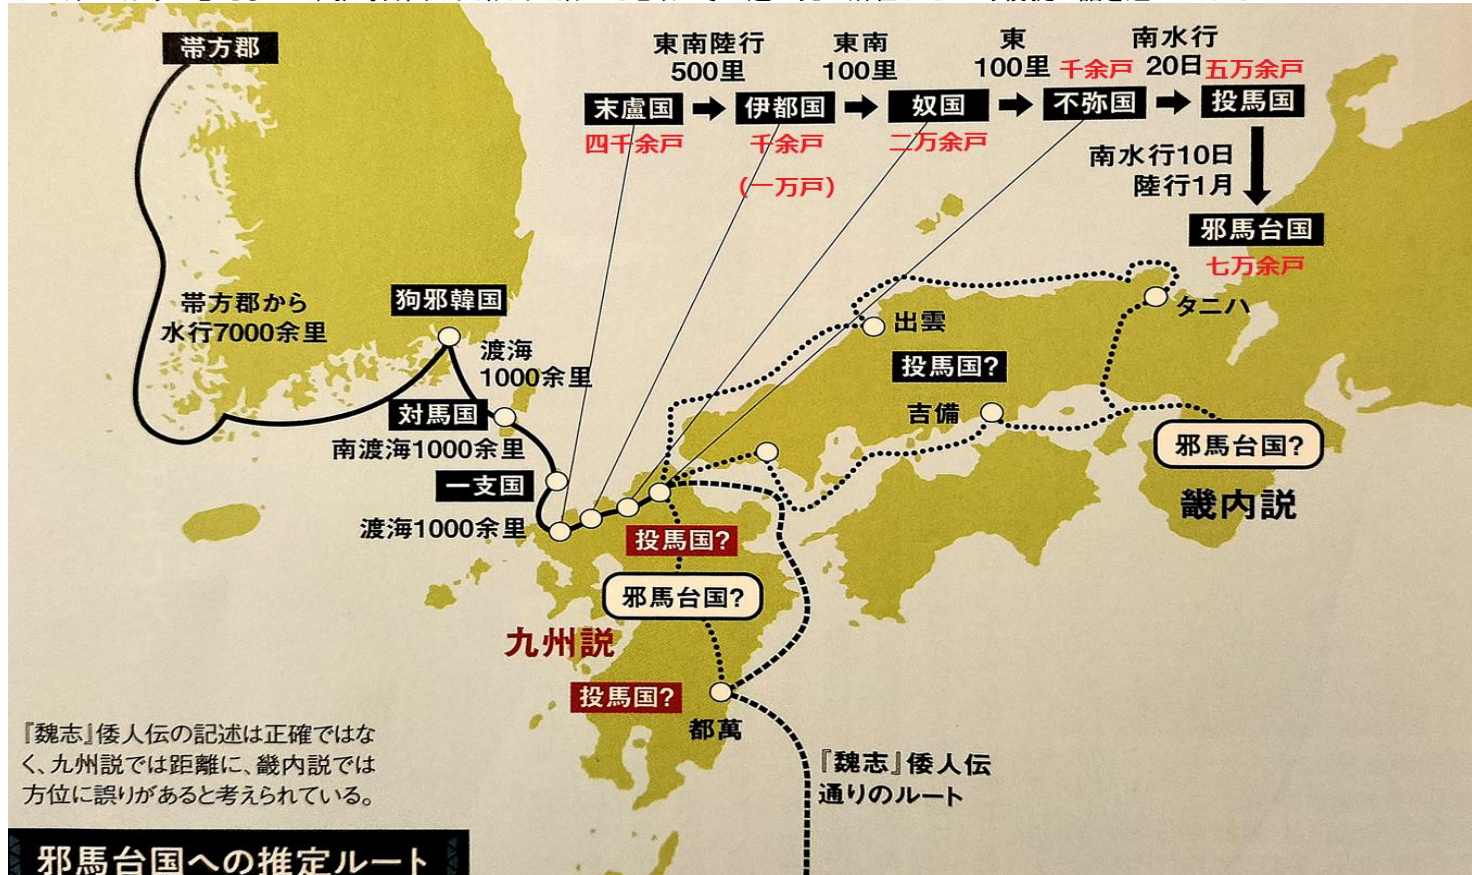 帯方郡
東南陸行
500里
東南
100里
東
100里
南水行
20日
千余戸
五万余戸
末盧国
伊都国
奴国
不弥国
投馬国
四千余戸
千余戸
(一万戸)
二万余戸
南水行10日
陸行1月
邪馬台国
七万余戸
帯方郡から
水行7000余里
狗邪韓国
渡海
1000余里
対馬国
南渡海1000余里
一支国
渡海1000余里
出雲
タニハ
投馬国?
吉備
邪馬台国?
畿内説
投馬国?
邪馬台国?
九州説
投馬国?
都萬
『魏志』倭人伝
通りのルート
『魏志』倭人伝の記述は正確ではな
く、九州説では距離に、畿内説では
方位に誤りがあると考えられている。
邪馬台国への推定ルート